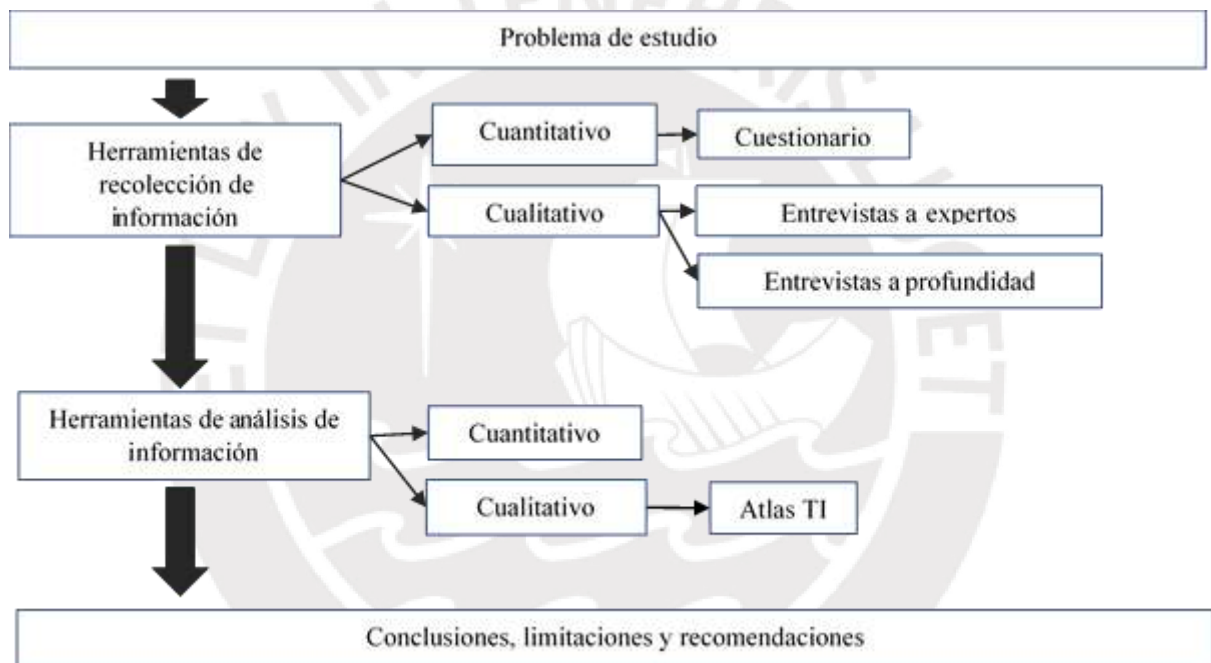 Problema de estudio
Herramientas de
recolección de
información
Cuantitativo
Cuestionario
Cualitativo
Entrevistas a expertos
Entrevistas a profundidad
Herramientas de análisis de
información
Cuantitativo
Cualitativo
Atlas TI
Conclusiones, limitaciones y recomendaciones